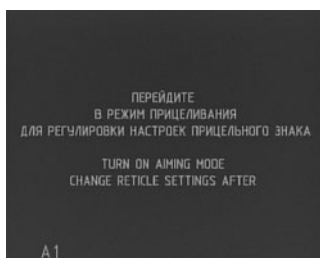 ПЕРЕЙДИТЕ
В РЕЖИМ ПРИЦЕЛИВАНИЯ
ДЛЯ РЕГУЛИРОВКИ НАСТРОЕК ПРИЦЕЛЬНОГО ЗНАКА
TURN ON AIMING MODE
CHANGE RETICLE SETTINGS AFTER
A1